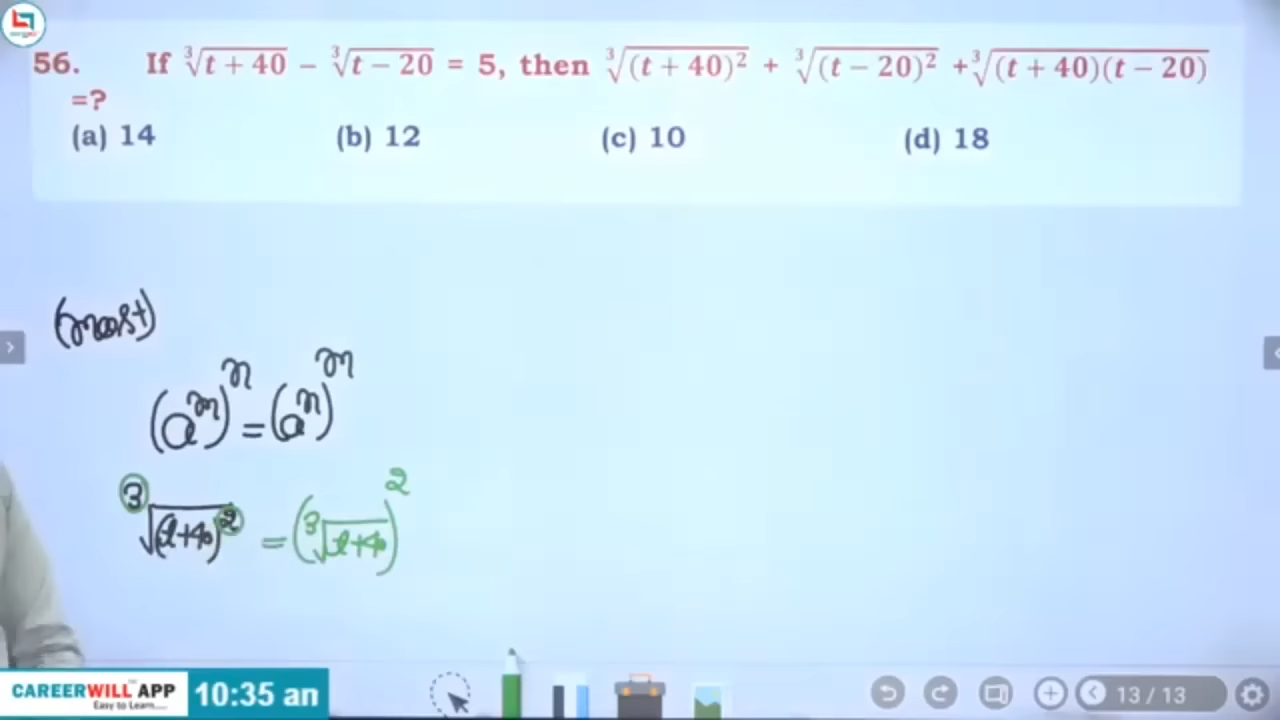 56. If ∛(t + 40) − ∛(t − 20) = 5, then ∛((t + 40)²) + ∛((t − 20)²) + ∛((t + 40)(t − 20))
=?
(a) 14 (b) 12 (c) 10 (d) 18
(most)
(a^m)^n = (a^n)^m
∛((t+40)²) = (∛(t+40))²
CAREERWILL APP
Easy to Learn.....
10:35 an
13 / 13